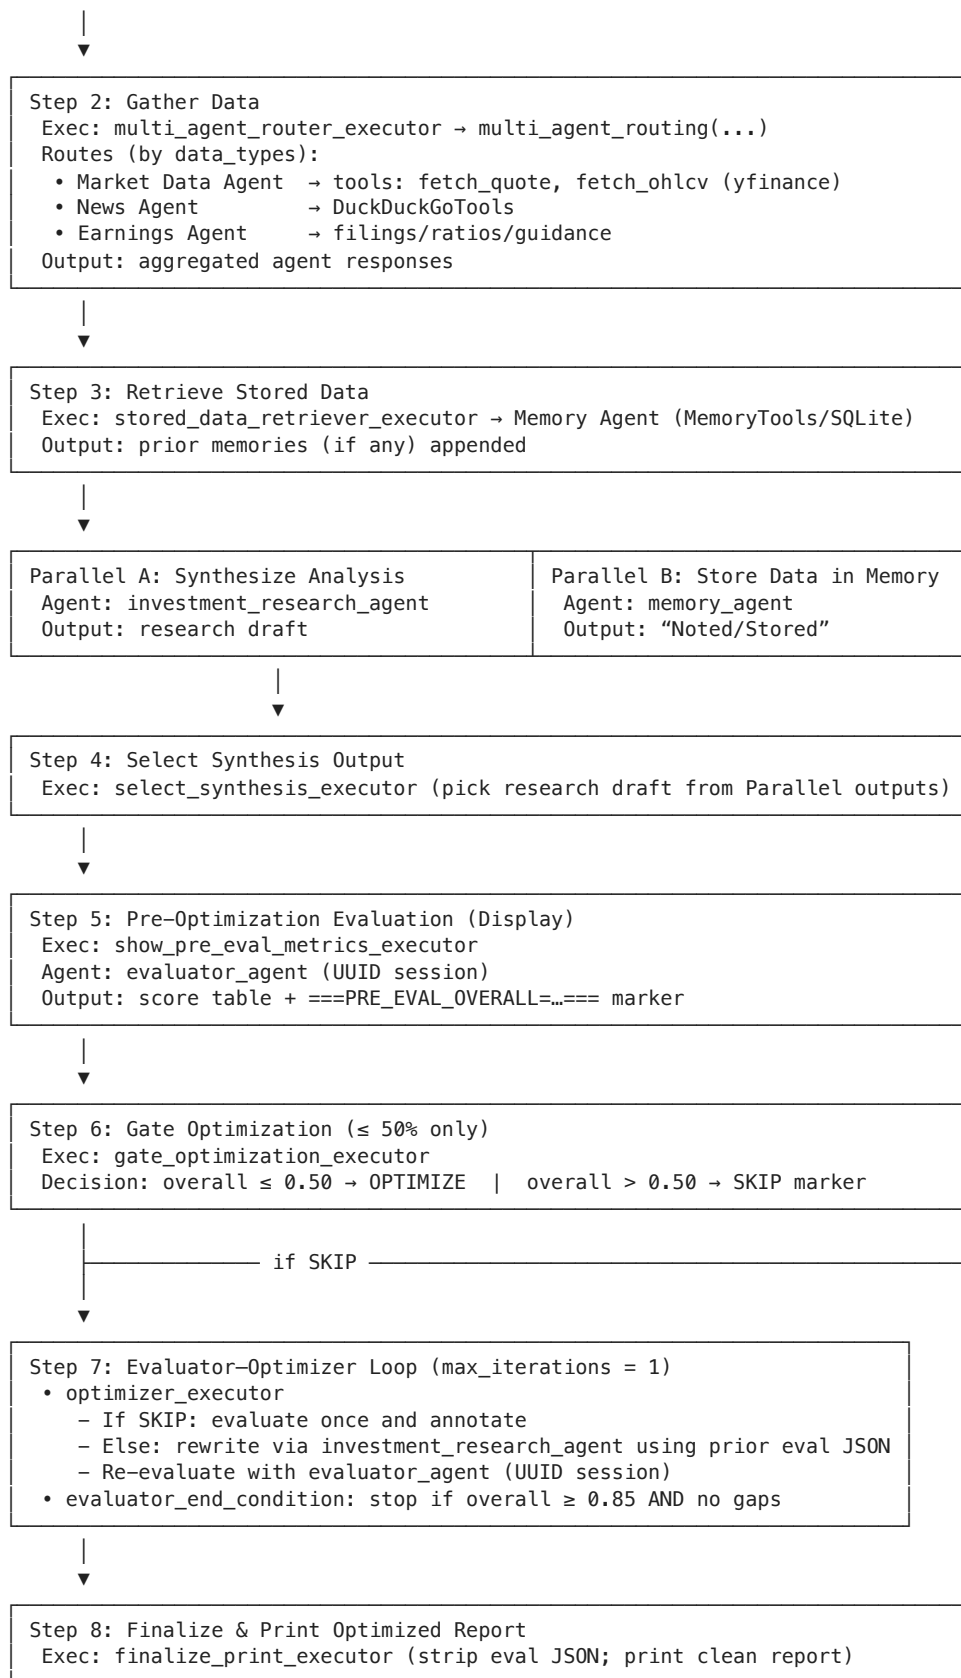 Step 2: Gather Data
Exec: multi_agent_router_executor → multi_agent_routing(...)
Routes (by data_types):
• Market Data Agent → tools: fetch_quote, fetch_ohlcv (yfinance)
• News Agent → DuckDuckGoTools
• Earnings Agent → filings/ratios/guidance
Output: aggregated agent responses
Step 3: Retrieve Stored Data
Exec: stored_data_retriever_executor → Memory Agent (MemoryTools/SQLite)
Output: prior memories (if any) appended
Parallel A: Synthesize Analysis
Agent: investment_research_agent
Output: research draft
Parallel B: Store Data in Memory
Agent: memory_agent
Output: “Noted/Stored”
Step 4: Select Synthesis Output
Exec: select_synthesis_executor (pick research draft from Parallel outputs)
Step 5: Pre–Optimization Evaluation (Display)
Exec: show_pre_eval_metrics_executor
Agent: evaluator_agent (UUID session)
Output: score table + ===PRE_EVAL_OVERALL=…=== marker
Step 6: Gate Optimization (≤ 50% only)
Exec: gate_optimization_executor
Decision: overall ≤ 0.50 → OPTIMIZE | overall > 0.50 → SKIP marker
if SKIP
Step 7: Evaluator–Optimizer Loop (max_iterations = 1)
• optimizer_executor
– If SKIP: evaluate once and annotate
– Else: rewrite via investment_research_agent using prior eval JSON
– Re-evaluate with evaluator_agent (UUID session)
• evaluator_end_condition: stop if overall ≥ 0.85 AND no gaps
Step 8: Finalize & Print Optimized Report
Exec: finalize_print_executor (strip eval JSON; print clean report)